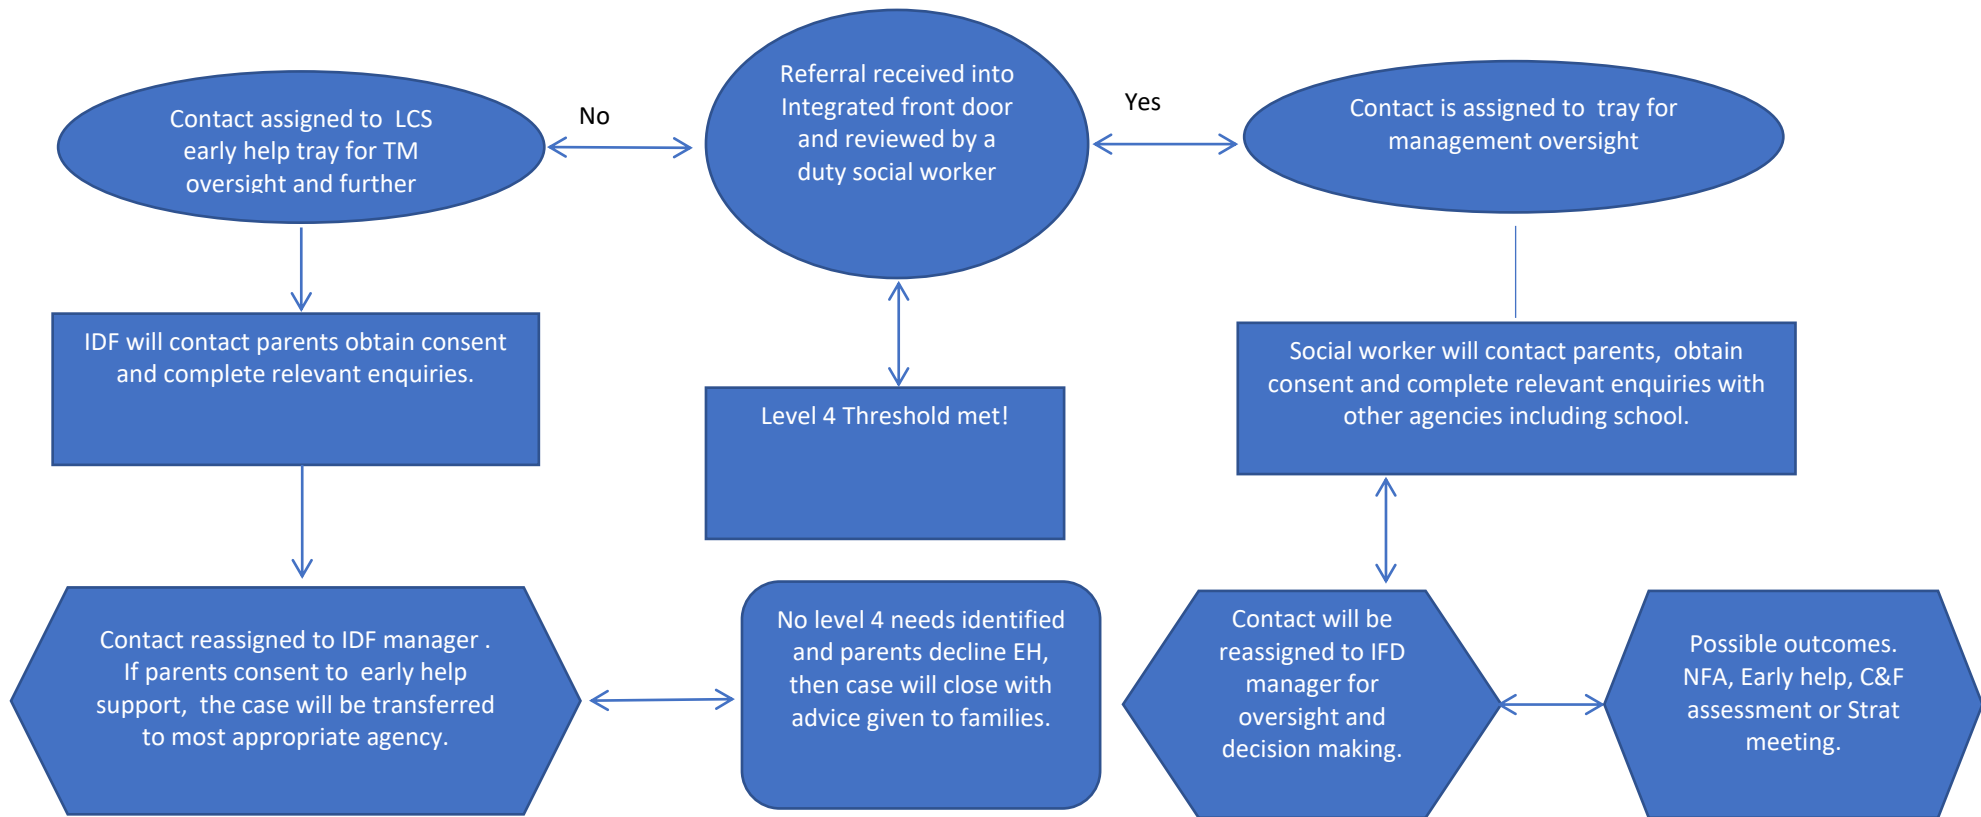 Contact assigned to LCS
early help tray for TM
oversight and further
No
Referral received into
Integrated front door
and reviewed by a
duty social worker
Yes
Contact is assigned to tray for
management oversight
IDF will contact parents obtain consent
and complete relevant enquiries.
Level 4 Threshold met!
Social worker will contact parents, obtain
consent and complete relevant enquiries with
other agencies including school.
Contact reassigned to IDF manager .
If parents consent to early help
support, the case will be transferred
to most appropriate agency.
No level 4 needs identified
and parents decline EH,
then case will close with
advice given to families.
Contact will be
reassigned to IFD
manager for
oversight and
decision making.
Possible outcomes.
NFA, Early help, C&F
assessment or Strat
meeting.